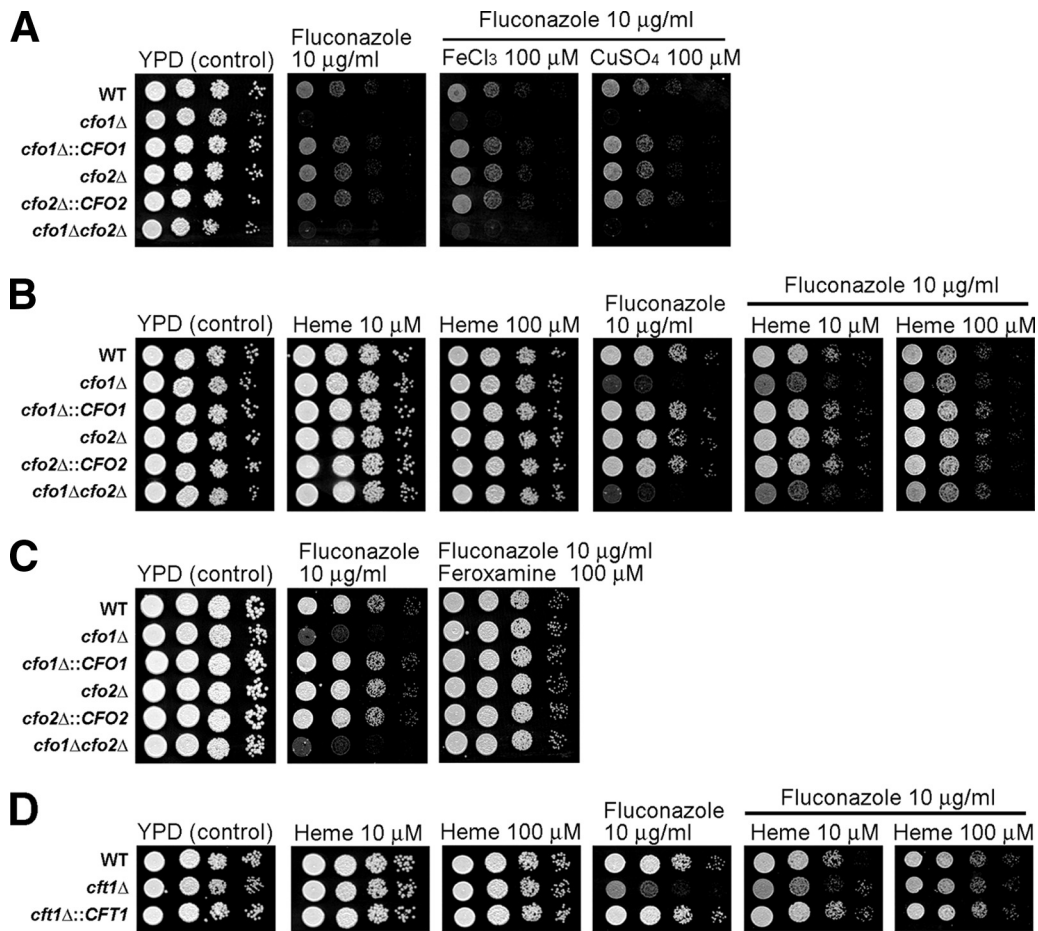 A
Fluconazole 10 μg/ml
YPD (control)
Fluconazole
10 μg/ml
FeCl₃ 100 μM
CuSO₄ 100 μM
WT
cfo1Δ
cfo1Δ::CFO1
cfo2Δ
cfo2Δ::CFO2
cfo1Δcfo2Δ
B
YPD (control)
Heme 10 μM
Heme 100 μM
Fluconazole
10 μg/ml
Fluconazole 10 μg/ml
Heme 10 μM
Heme 100 μM
WT
cfo1Δ
cfo1Δ::CFO1
cfo2Δ
cfo2Δ::CFO2
cfo1Δcfo2Δ
C
YPD (control)
Fluconazole
10 μg/ml
Fluconazole 10 μg/ml
Feroxamine 100 μM
WT
cfo1Δ
cfo1Δ::CFO1
cfo2Δ
cfo2Δ::CFO2
cfo1Δcfo2Δ
D
YPD (control)
Heme 10 μM
Heme 100 μM
Fluconazole
10 μg/ml
Fluconazole 10 μg/ml
Heme 10 μM
Heme 100 μM
WT
cft1Δ
cft1Δ::CFT1